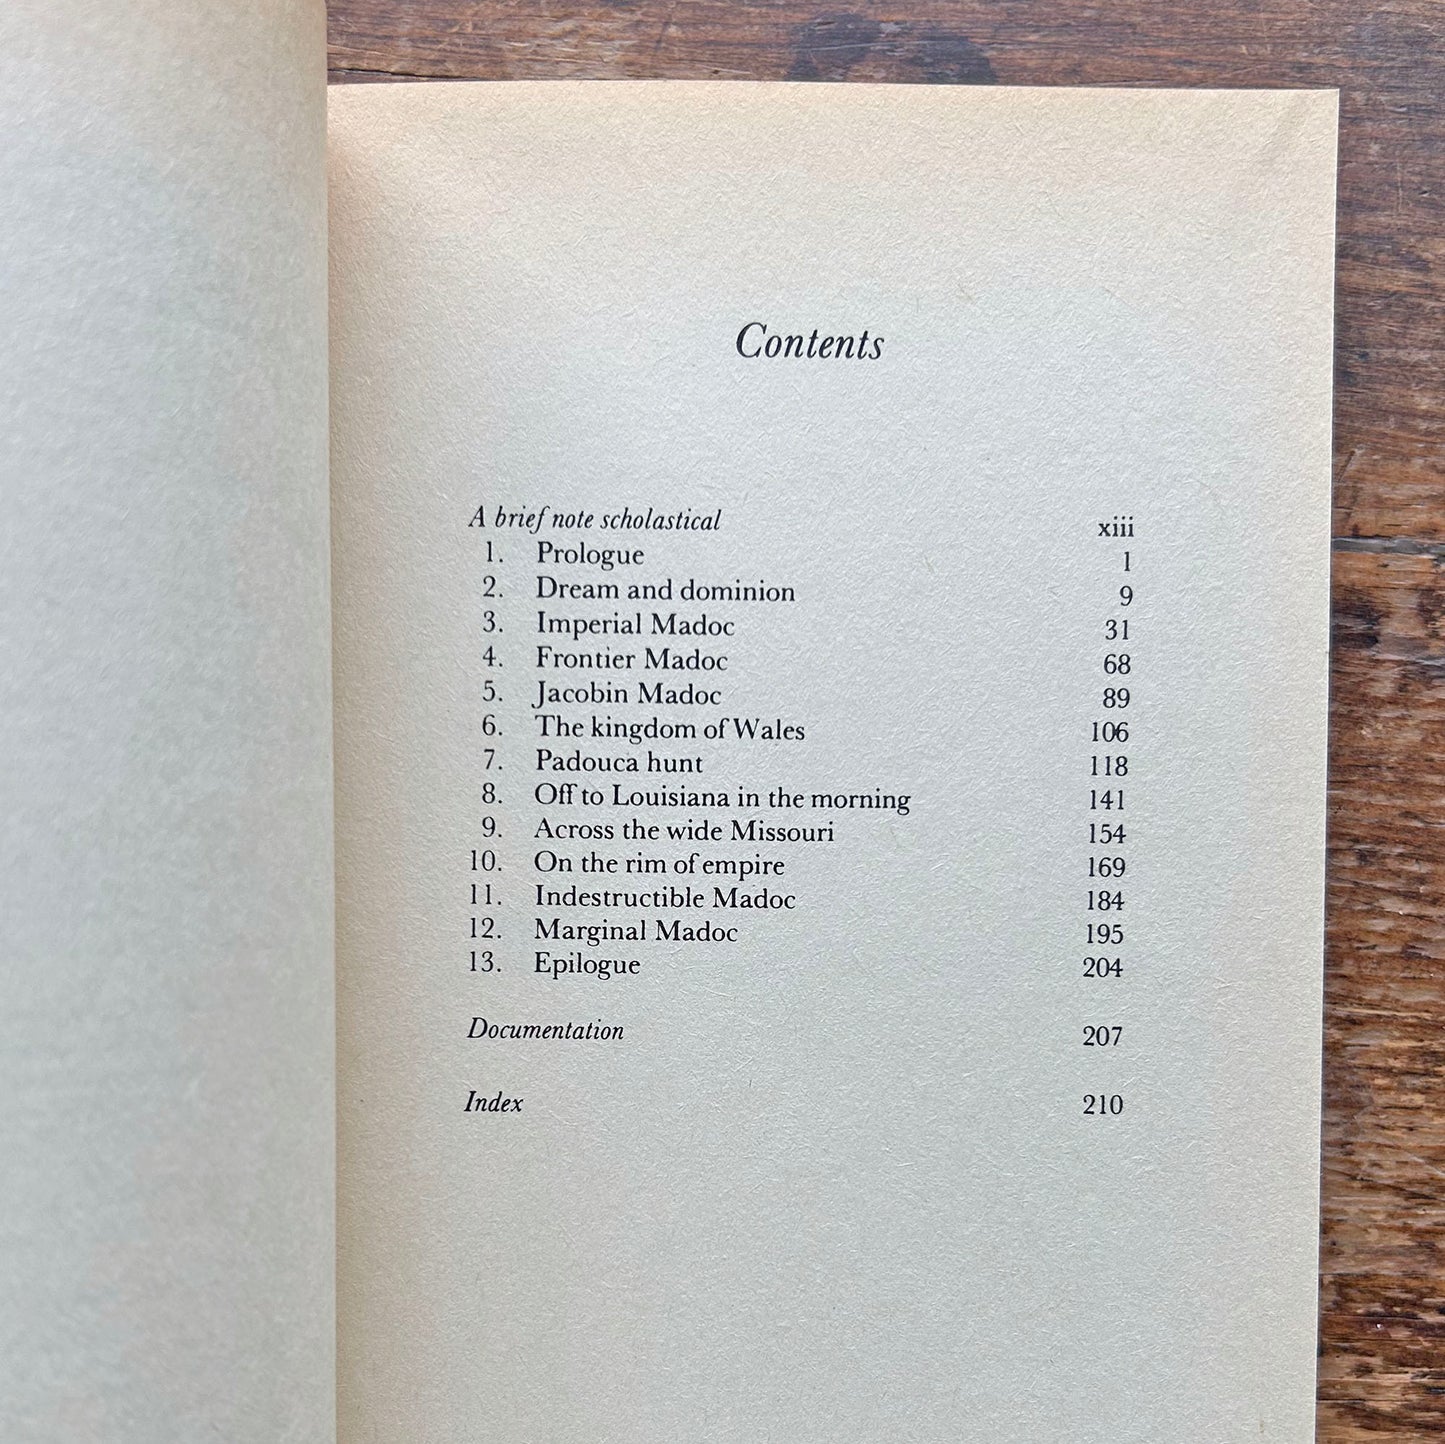 Contents
A brief note scholastical xiii
1. Prologue 1
2. Dream and dominion 9
3. Imperial Madoc 31
4. Frontier Madoc 68
5. Jacobin Madoc 89
6. The kingdom of Wales 106
7. Padouca hunt 118
8. Off to Louisiana in the morning 141
9. Across the wide Missouri 154
10. On the rim of empire 169
11. Indestructible Madoc 184
12. Marginal Madoc 195
13. Epilogue 204
Documentation 207
Index 210